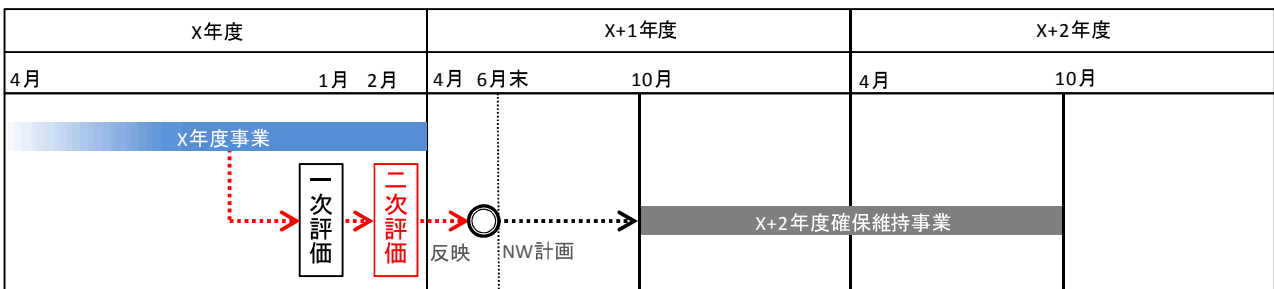 X年度 X+1年度 X+2年度
4月 1月 2月 4月 6月末 10月 4月 10月
X年度事業
一次評価
二次評価
反映
NW計画
X+2年度確保維持事業